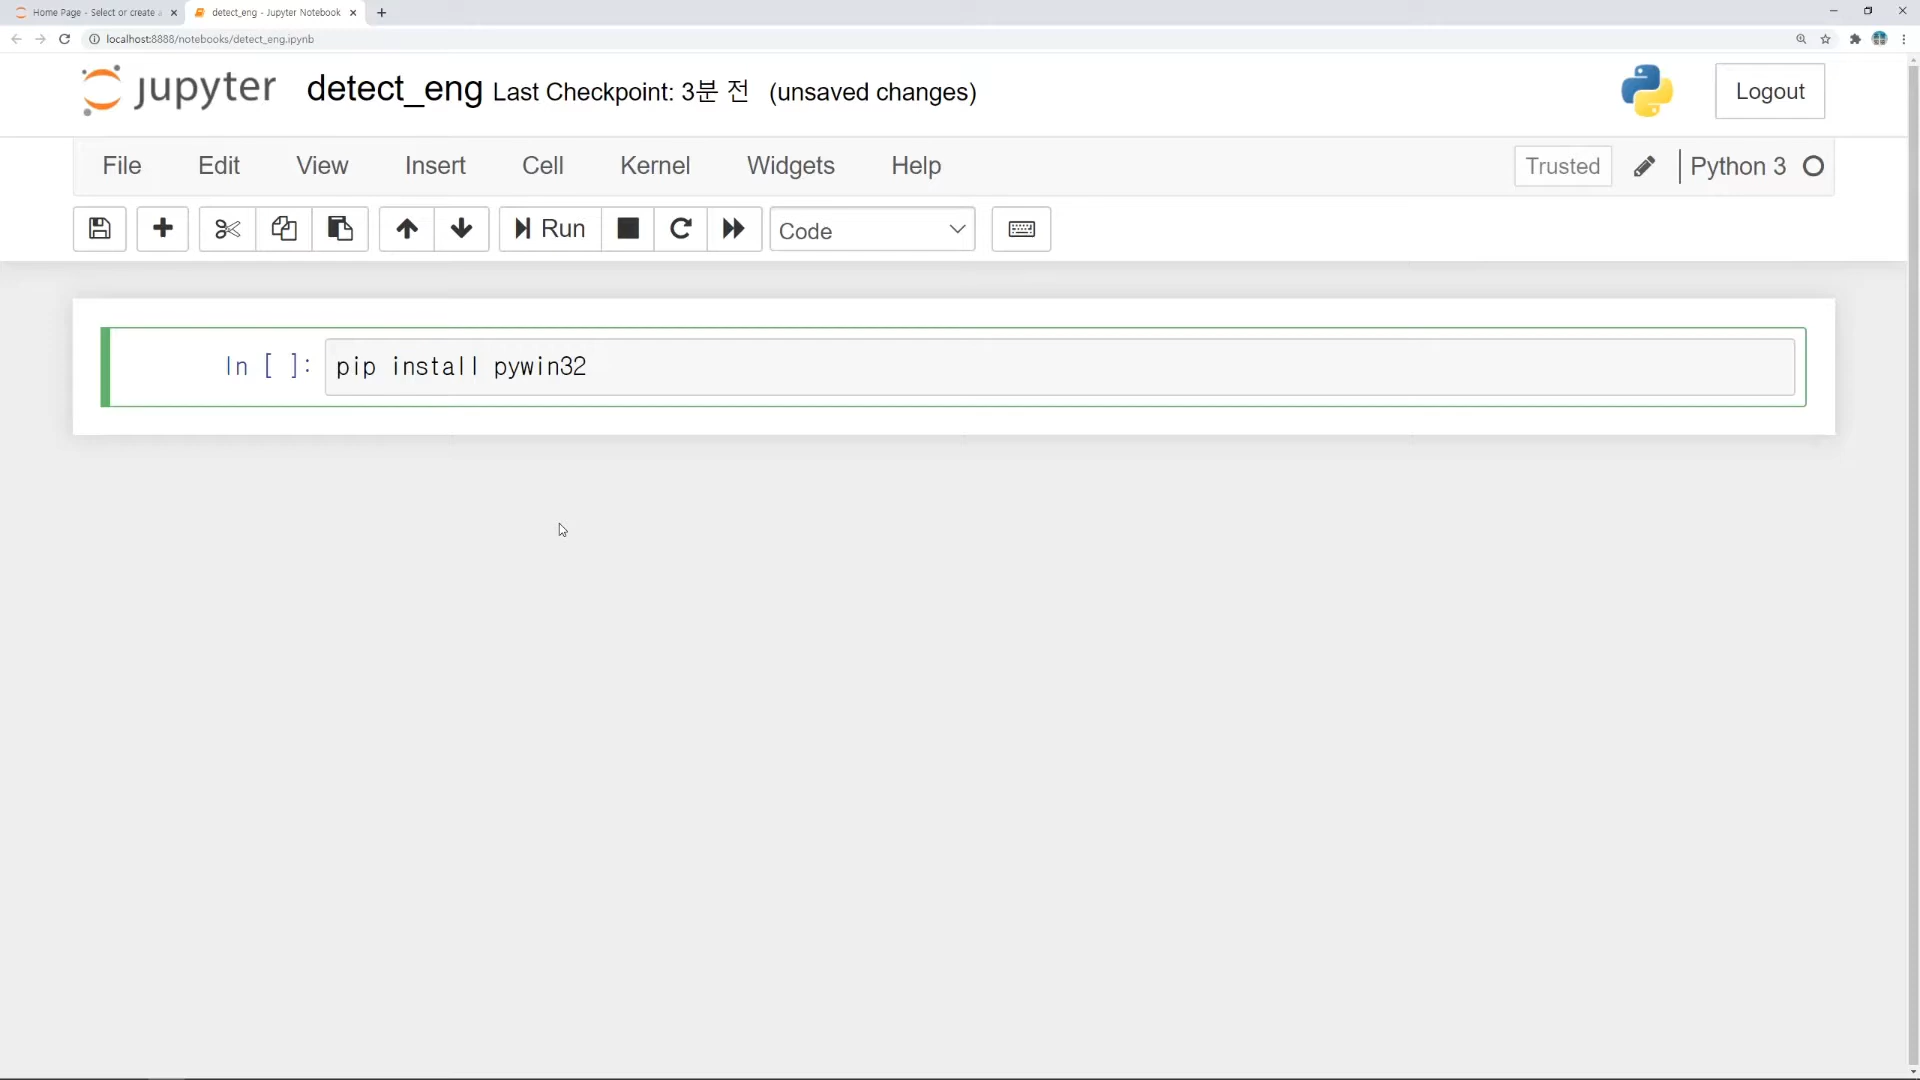 Home Page - Select or create a
detect_eng - Jupyter Notebook
localhost:8888/notebooks/detect_eng.ipynb
jupyter detect_eng Last Checkpoint: 3분 전 (unsaved changes)
Logout
File Edit View Insert Cell Kernel Widgets Help
Trusted
Python 3
Run
Code
In [ ]: pip install pywin32